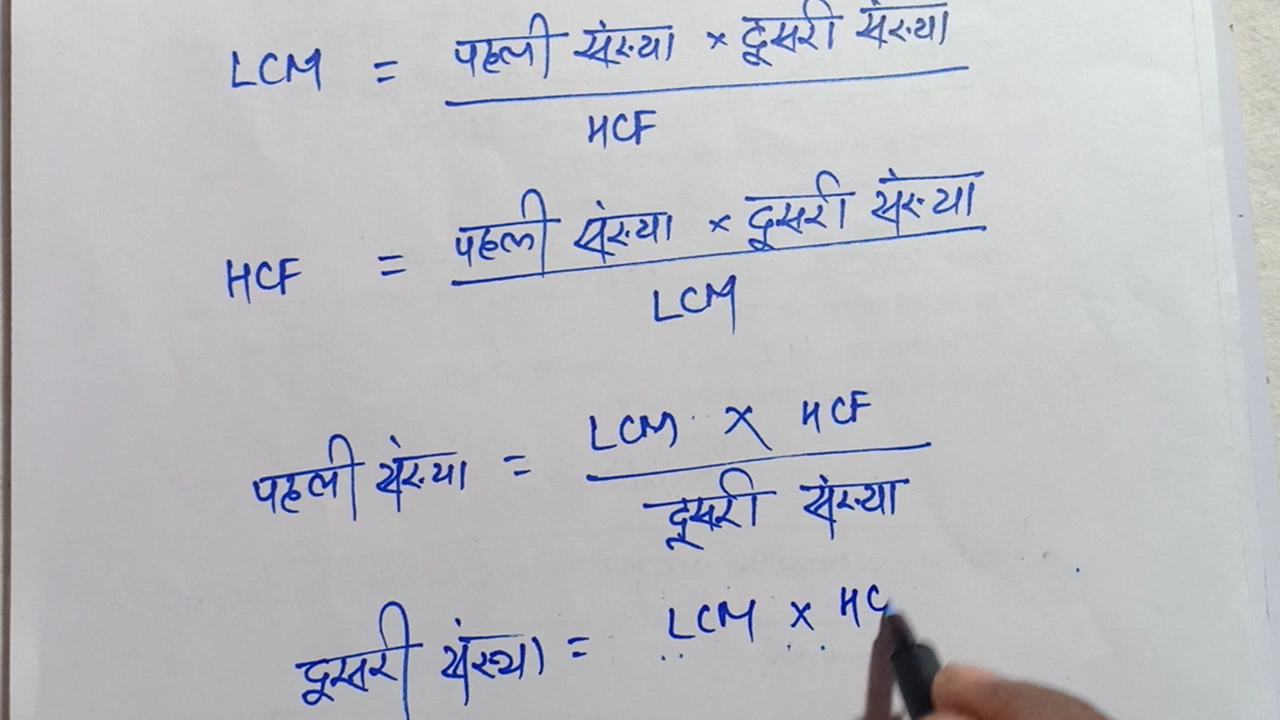 पहली संख्या × दूसरी संख्या
LCM =
HCF
पहली संख्या × दूसरी संख्या
HCF =
LCM
LCM × HCF
पहली संख्या =
दूसरी संख्या
दूसरी संख्या = LCM × HC